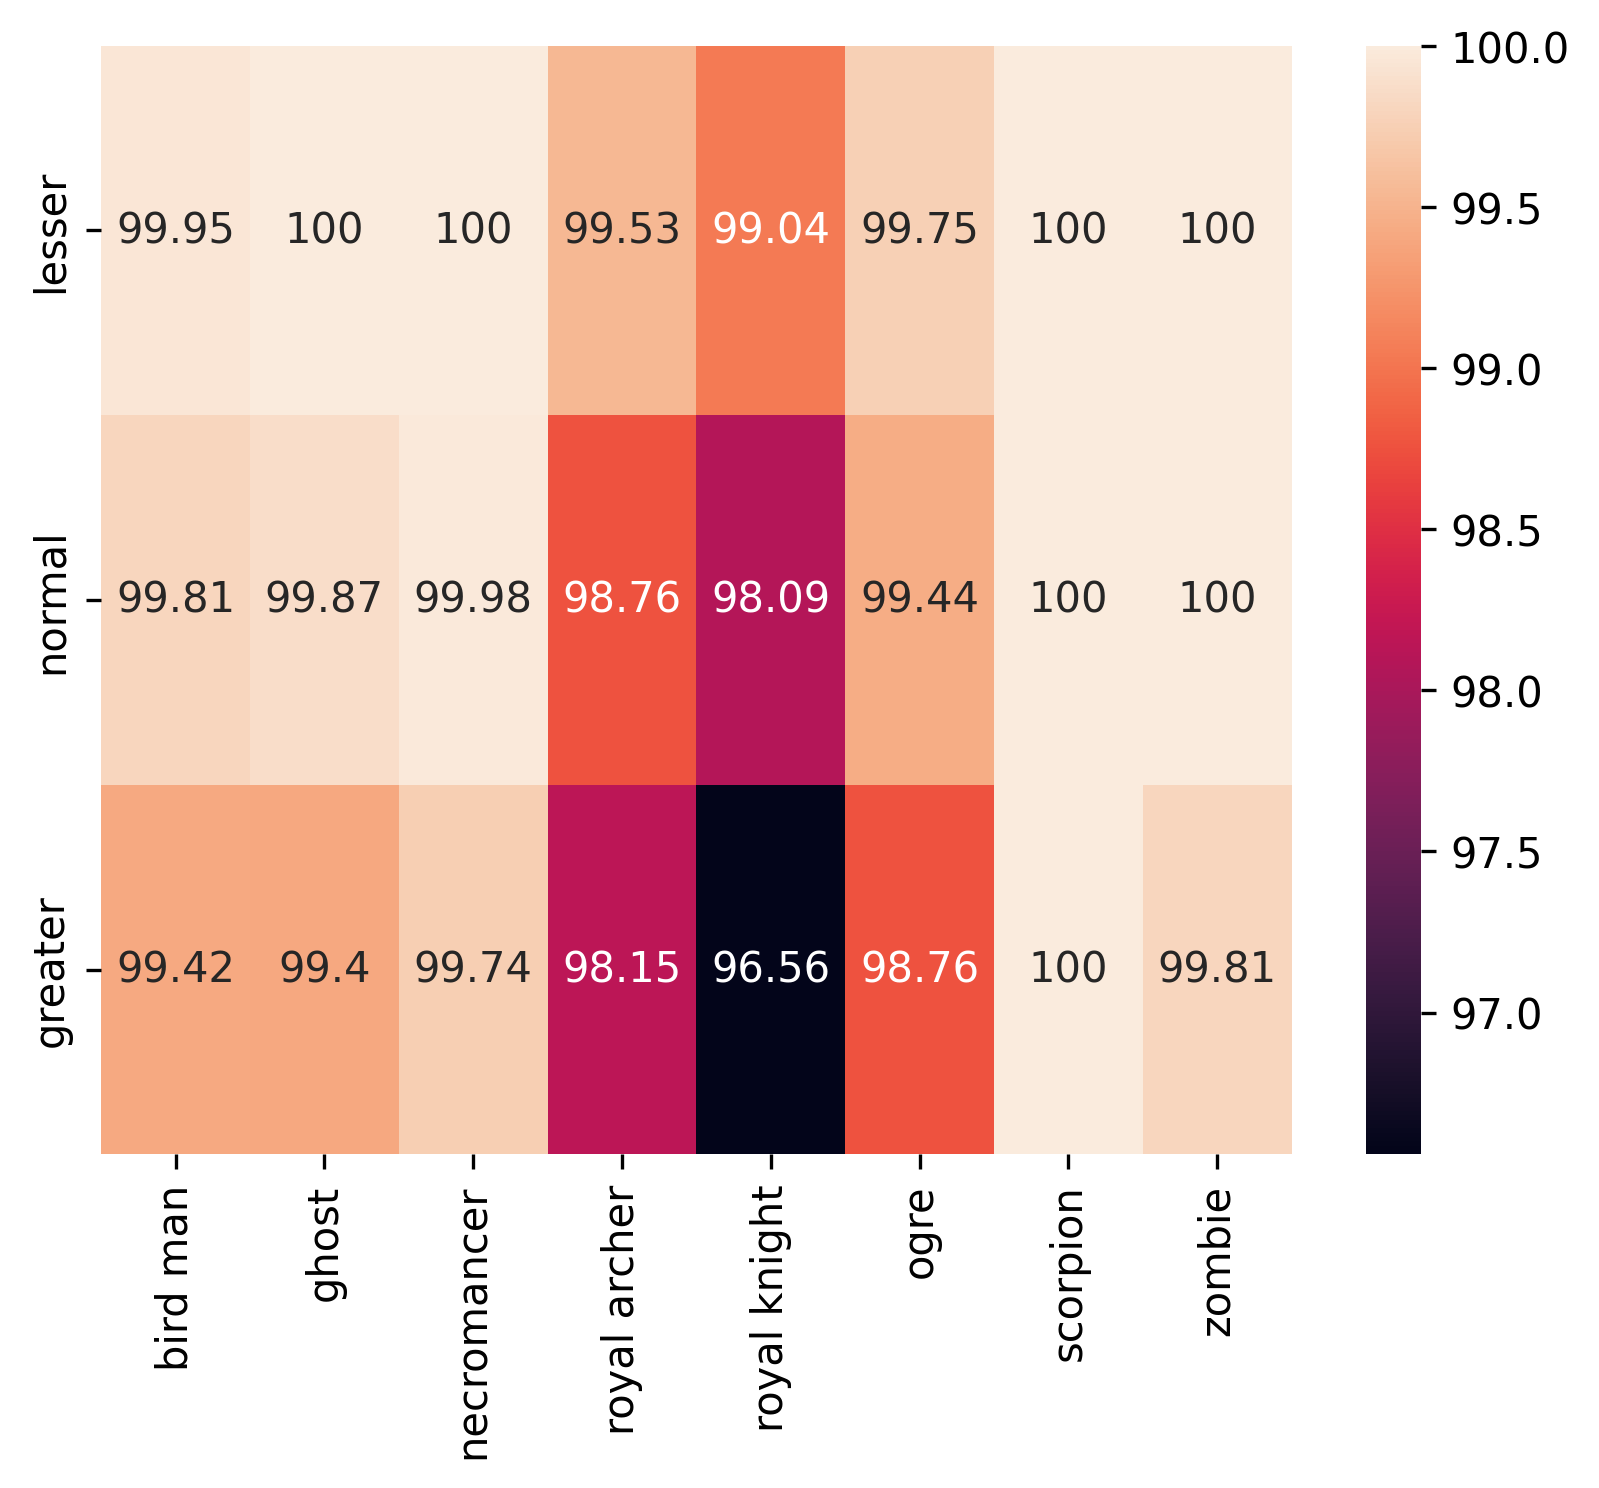 lesser 99.95 100 100 99.53 99.04 99.75 100 100
normal 99.81 99.87 99.98 98.76 98.09 99.44 100 100
greater 99.42 99.4 99.74 98.15 96.56 98.76 100 99.81
bird man ghost necromancer royal archer royal knight ogre scorpion zombie
100.0
99.5
99.0
98.5
98.0
97.5
97.0